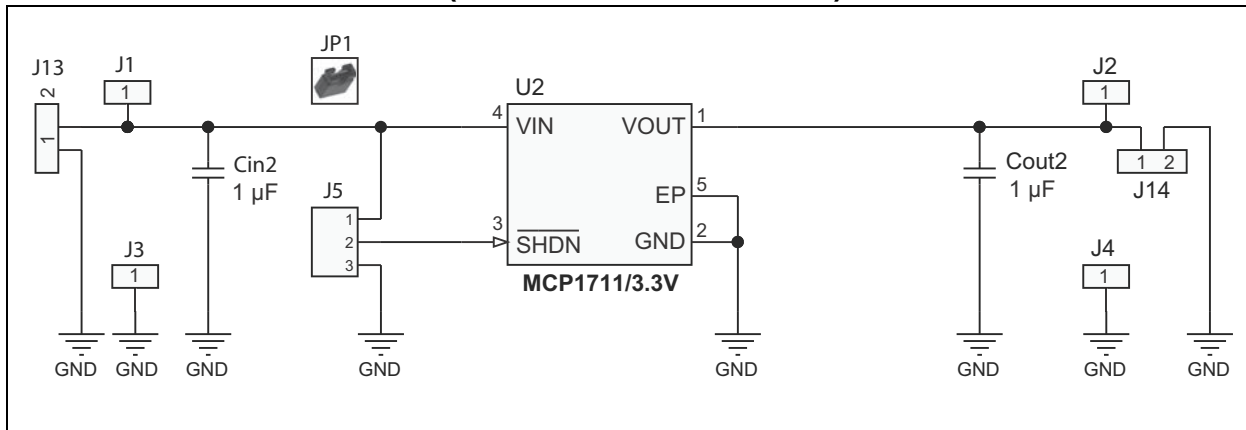 JP1
J13
J1
J2
2
1
1
1
U2
4
VIN
VOUT
1
Cin2
1 µF
Cout2
1 µF
1 2
J14
J5
1
2
3
3
SHDN
EP
5
GND
2
MCP1711/3.3V
J3
1
J4
1
GND
GND
GND
GND
GND
GND
GND
GND